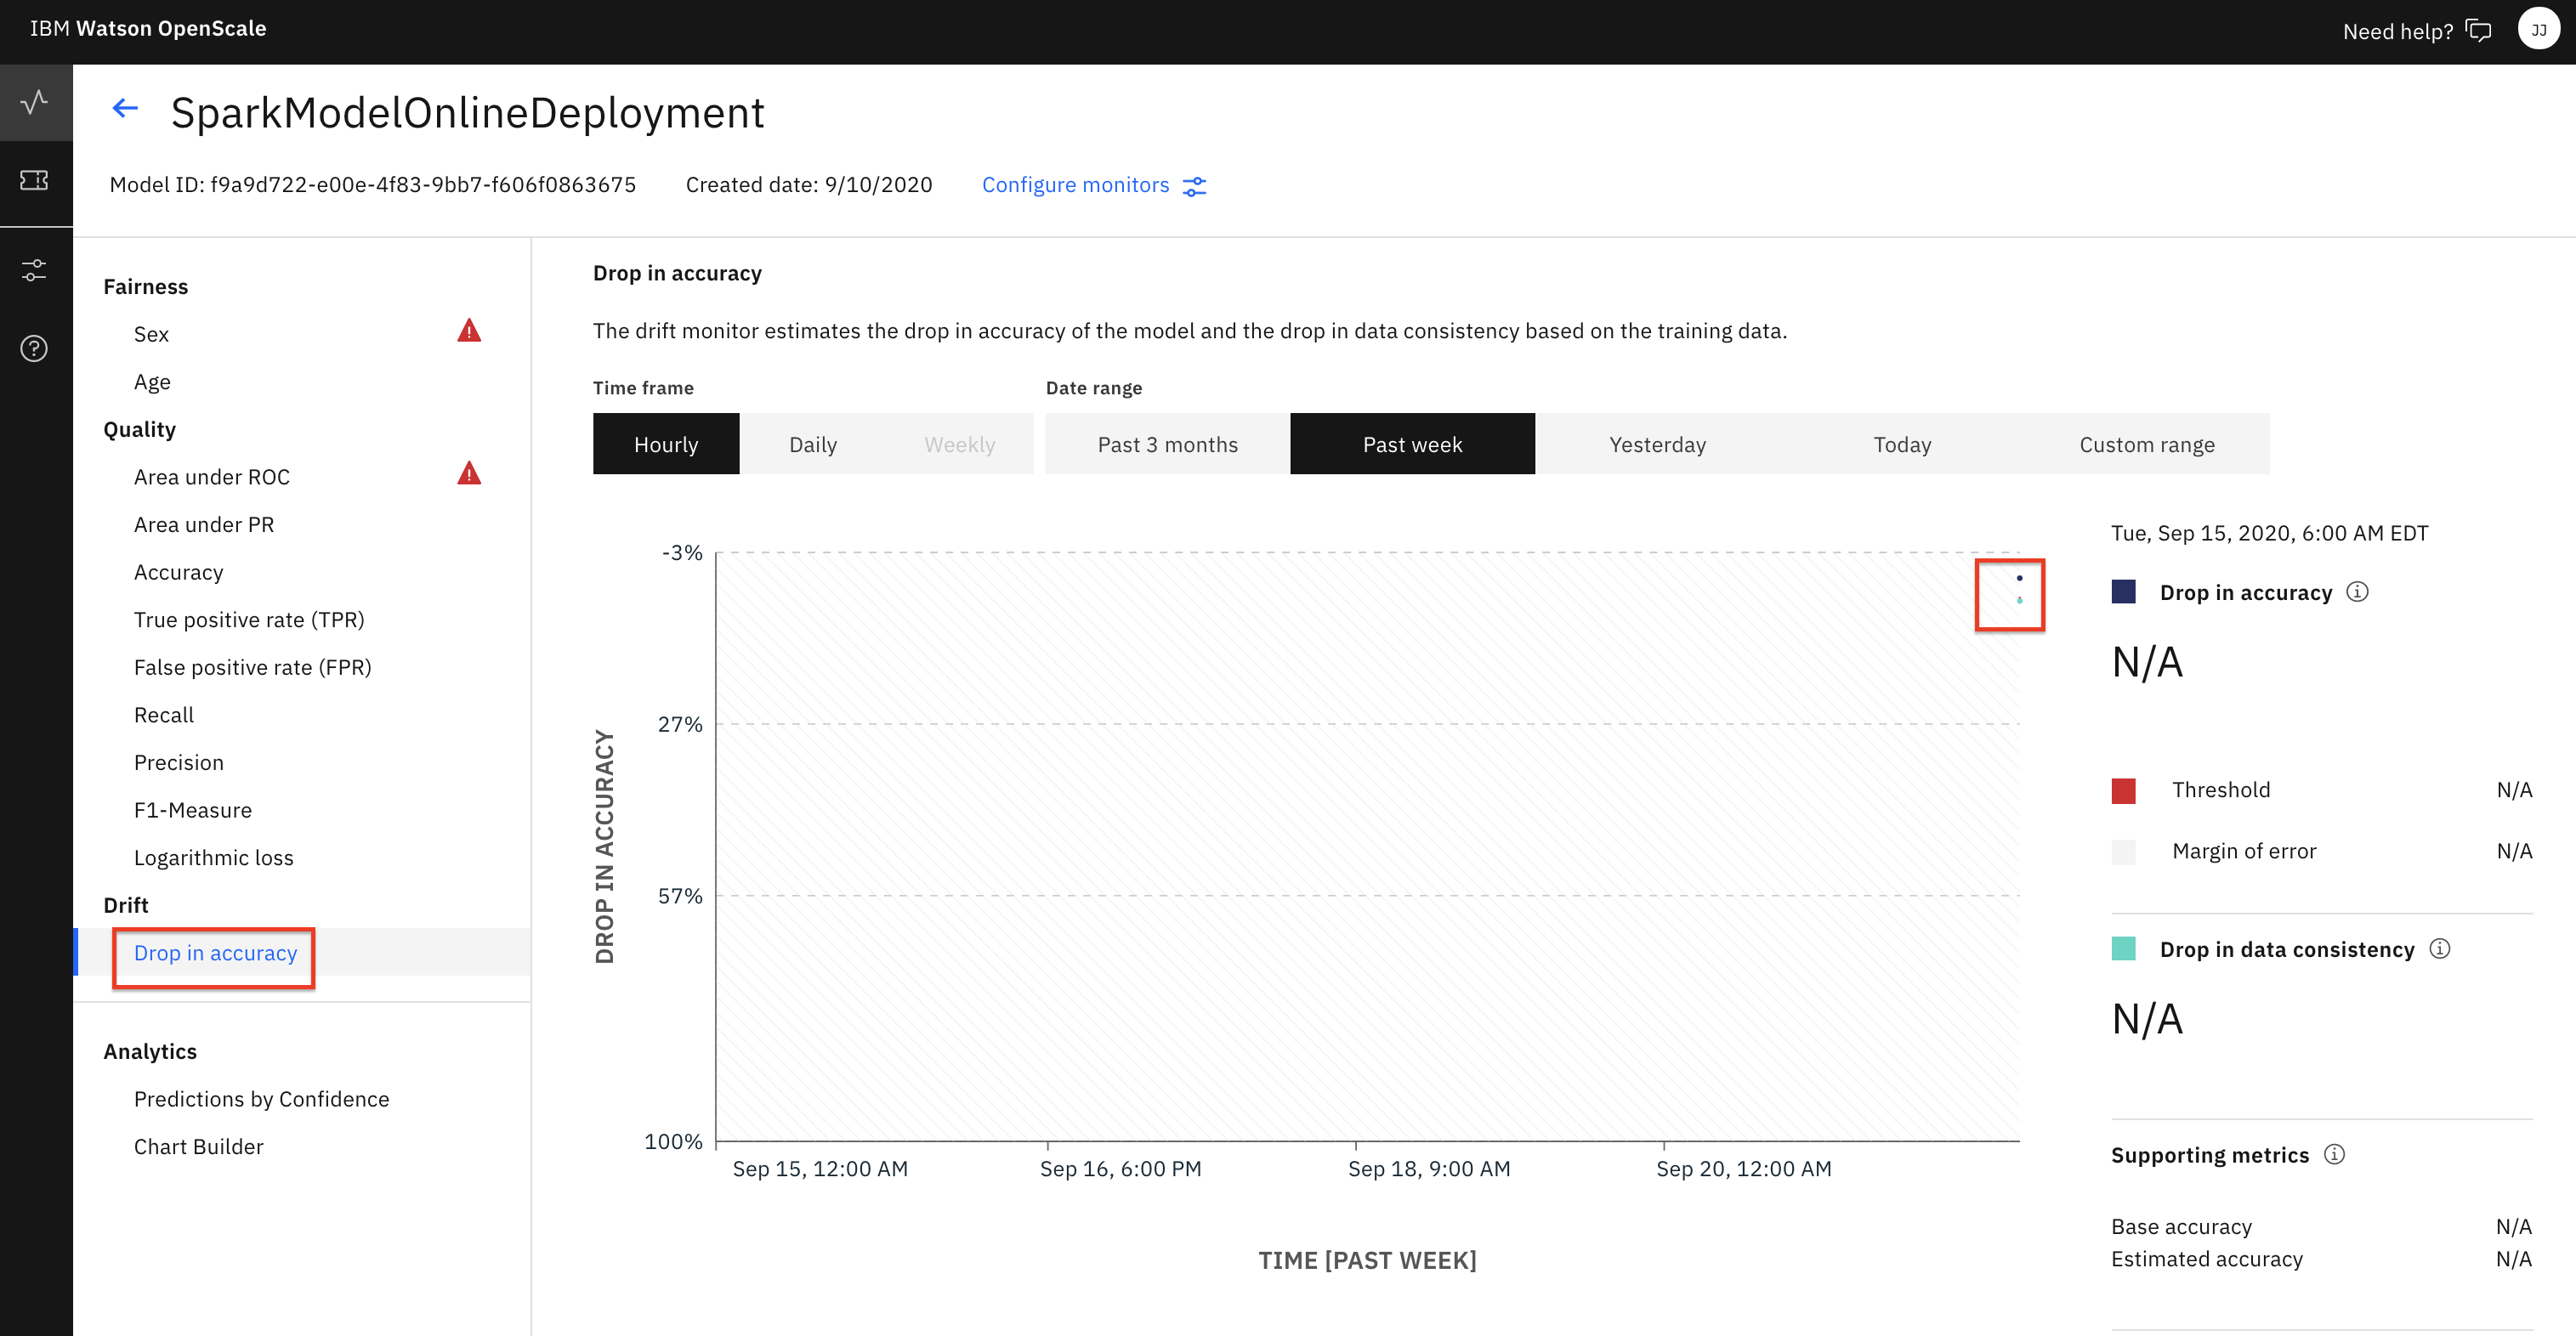 IBM Watson OpenScale
Need help?
JJ
SparkModelOnlineDeployment
Model ID: f9a9d722-e00e-4f83-9bb7-f606f0863675
Created date: 9/10/2020
Configure monitors
Fairness
Sex
Age
Quality
Area under ROC
Area under PR
Accuracy
True positive rate (TPR)
False positive rate (FPR)
Recall
Precision
F1-Measure
Logarithmic loss
Drift
Drop in accuracy
Analytics
Predictions by Confidence
Chart Builder
Drop in accuracy
The drift monitor estimates the drop in accuracy of the model and the drop in data consistency based on the training data.
Time frame
Date range
Hourly
Daily
Weekly
Past 3 months
Past week
Yesterday
Today
Custom range
DROP IN ACCURACY
-3%
27%
57%
100%
Sep 15, 12:00 AM
Sep 16, 6:00 PM
Sep 18, 9:00 AM
Sep 20, 12:00 AM
TIME [PAST WEEK]
Tue, Sep 15, 2020, 6:00 AM EDT
Drop in accuracy
N/A
Threshold N/A
Margin of error N/A
Drop in data consistency
N/A
Supporting metrics
Base accuracy N/A
Estimated accuracy N/A